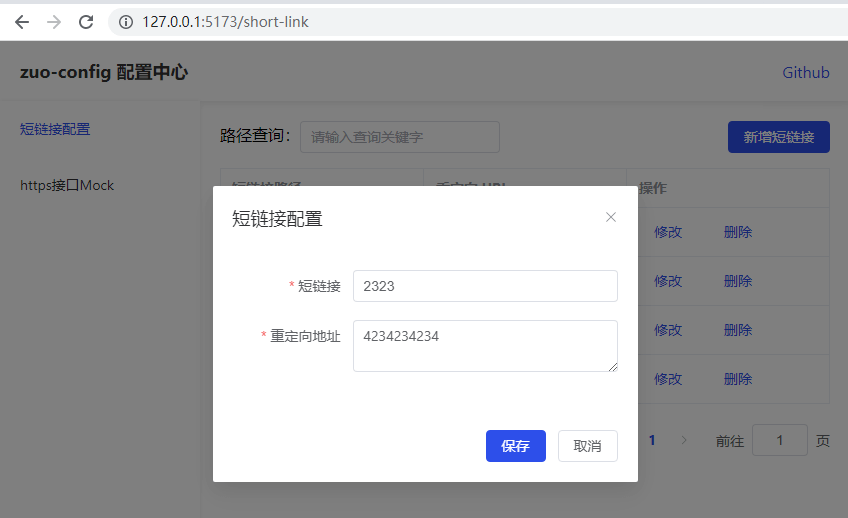 127.0.0.1:5173/short-link
zuo-config 配置中心
Github
短链接配置
https接口Mock
路径查询：
请输入查询关键字
新增短链接
操作
修改 删除
修改 删除
修改 删除
修改 删除
短链接配置
* 短链接
2323
* 重定向地址
4234234234
保存
取消
1
前往 1 页